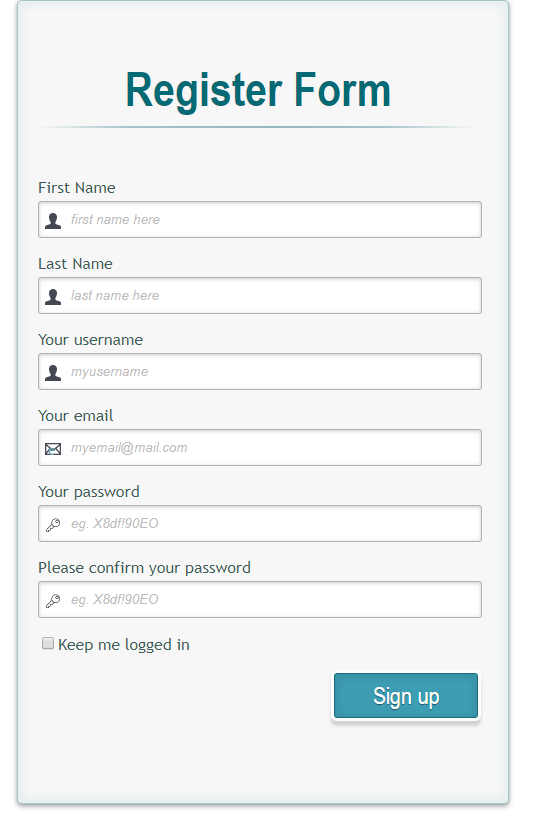 Register Form
First Name
first name here
Last Name
last name here
Your username
myusername
Your email
myemail@mail.com
Your password
eg. X8df!90EO
Please confirm your password
eg. X8df!90EO
Keep me logged in
Sign up